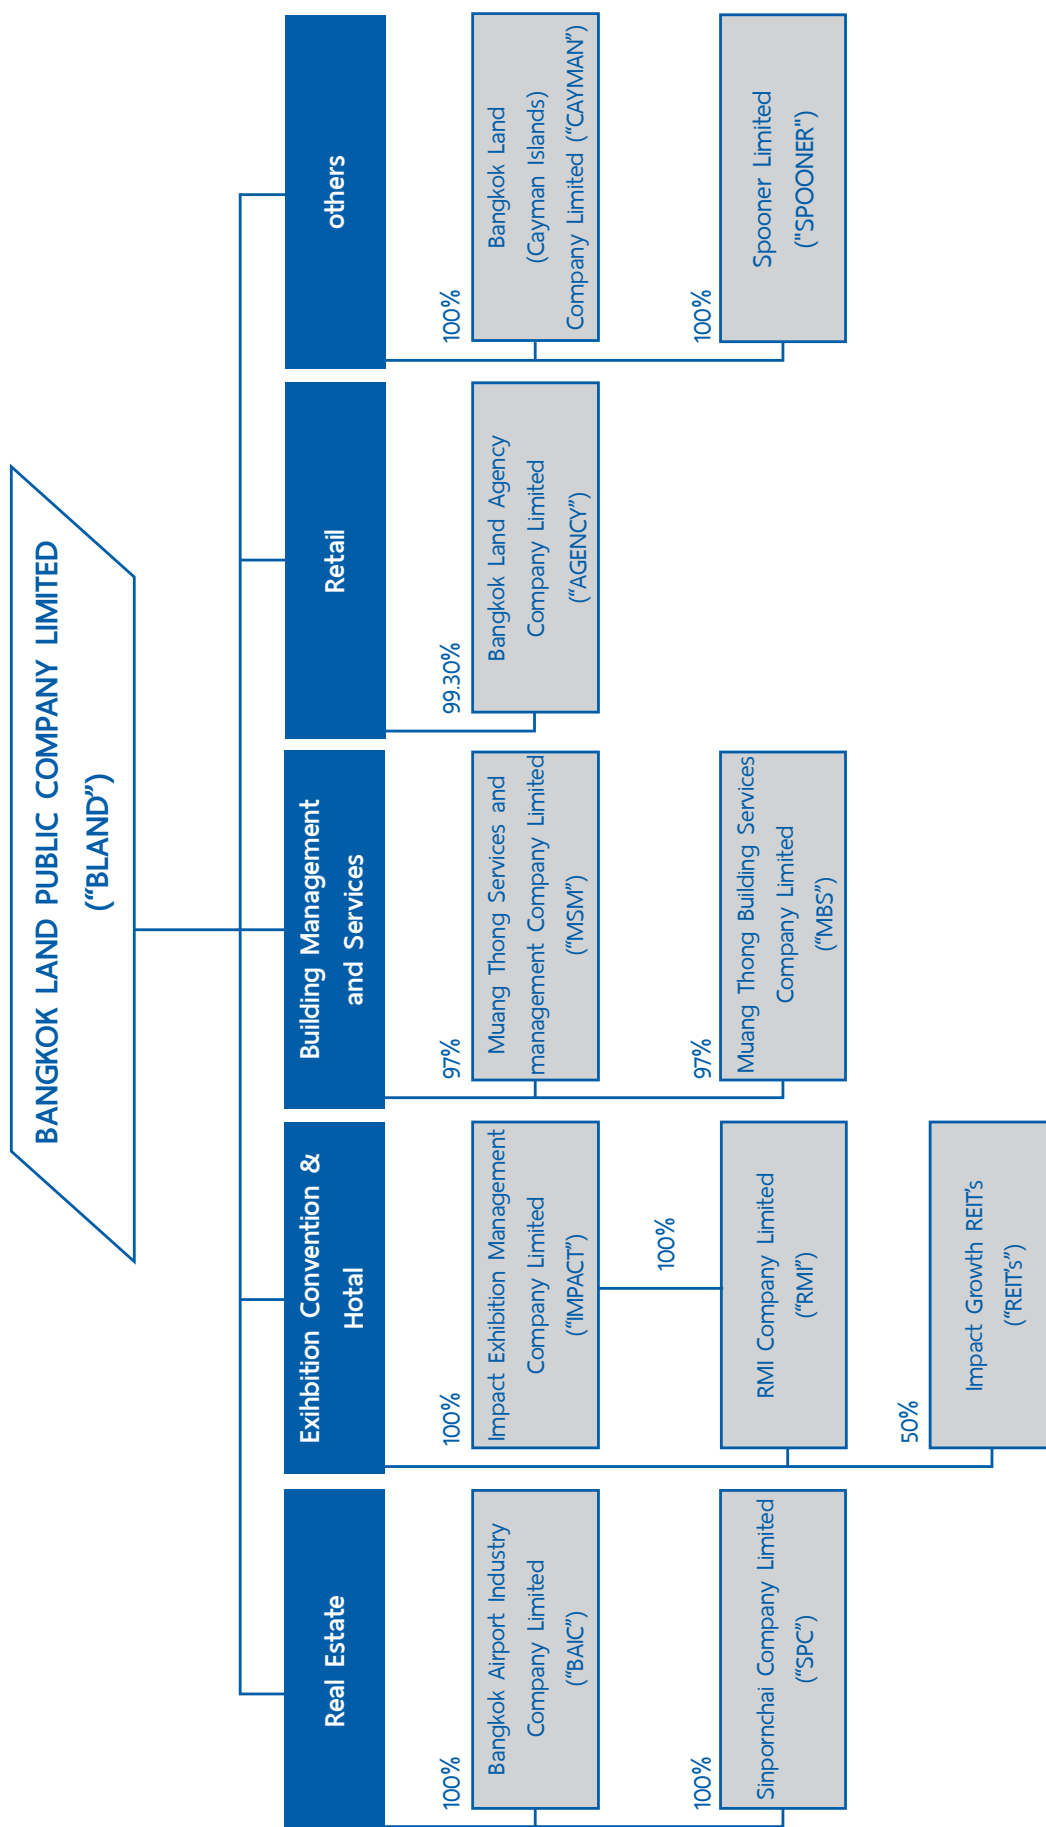 BANGKOK LAND PUBLIC COMPANY LIMITED
(“BLAND”)
Real Estate
100%
Bangkok Airport Industry
Company Limited
(“BAIC”)
100%
Sinpornchai Company Limited
(“SPC”)
Exihbition Convention &
Hotal
100%
Impact Exhibition Management
Company Limited
(“IMPACT”)
100%
RMI Company Limited
(“RMI”)
50%
Impact Growth REIT's
(“REIT's”)
Building Management
and Services
97%
Muang Thong Services and
management Company Limited
(“MSM”)
97%
Muang Thong Building Services
Company Limited
(“MBS”)
Retail
99.30%
Bangkok Land Agency
Company Limited
(“AGENCY”)
others
100%
Bangkok Land
(Cayman Islands)
Company Limited (“CAYMAN”)
100%
Spooner Limited
("SPOONER")